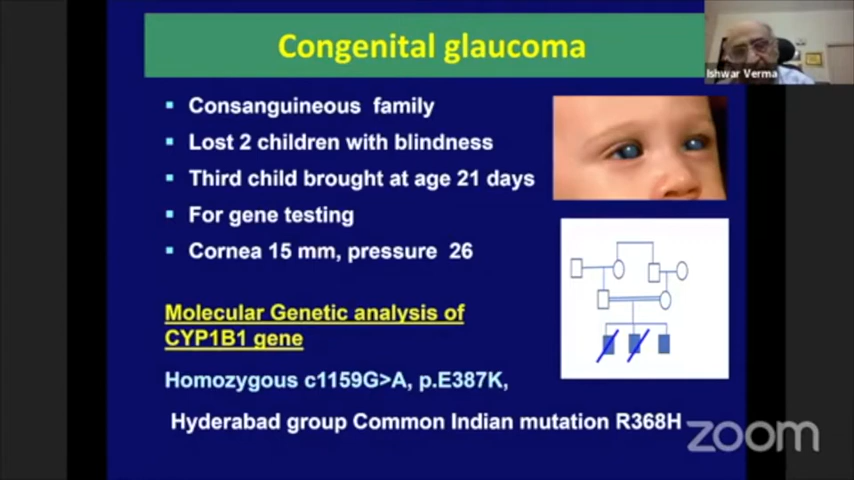 Congenital glaucoma
Ishwar Verma
▪ Consanguineous family
▪ Lost 2 children with blindness
▪ Third child brought at age 21 days
▪ For gene testing
▪ Cornea 15 mm, pressure 26
Molecular Genetic analysis of
CYP1B1 gene
Homozygous c1159G>A, p.E387K,
Hyderabad group Common Indian mutation R368H
zoom